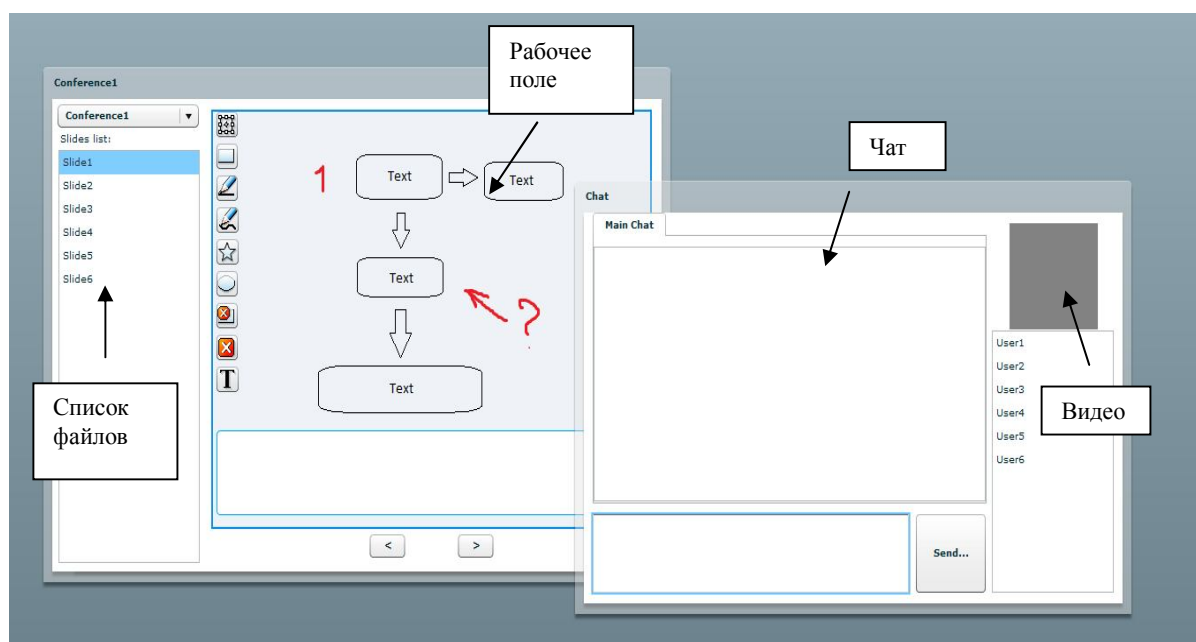 Рабочее
поле
Conference1
Conference1
Slides list:
Slide1
Slide2
Slide3
Slide4
Slide5
Slide6
Список
файлов
1
Text
Text
Text
?
Text
T
<
>
Чат
Chat
Main Chat
Send...
User1
User2
User3
User4
User5
User6
Видео